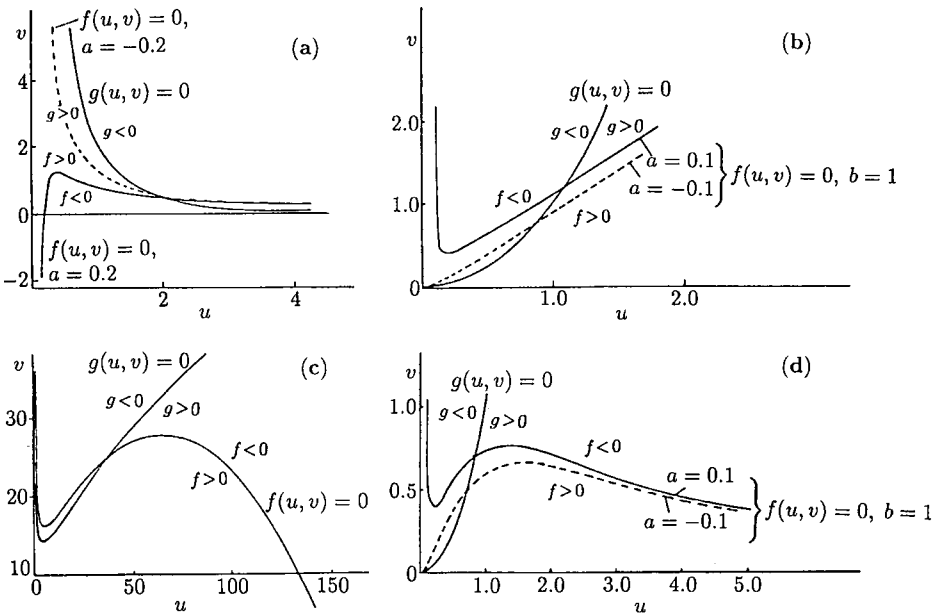 v
f(u, v) = 0,
a = −0.2
(a)
g(u, v) = 0
g>0
g<0
f>0
f<0
f(u, v) = 0,
a = 0.2
4
2
0
−2
2
4
u
v
(b)
g(u, v) = 0
g<0
g>0
2.0
a = 0.1
a = −0.1
f(u, v) = 0, b = 1
f<0
f>0
1.0
0
1.0
2.0
u
v
g(u, v) = 0
(c)
g<0
g>0
30
f<0
f>0
20
f(u, v) = 0
10
0
50
100
150
u
v
g(u, v) = 0
(d)
1.0
g<0
g>0
f<0
f>0
0.5
a = 0.1
a = −0.1
f(u, v) = 0, b = 1
0
1.0
2.0
3.0
4.0
5.0
u